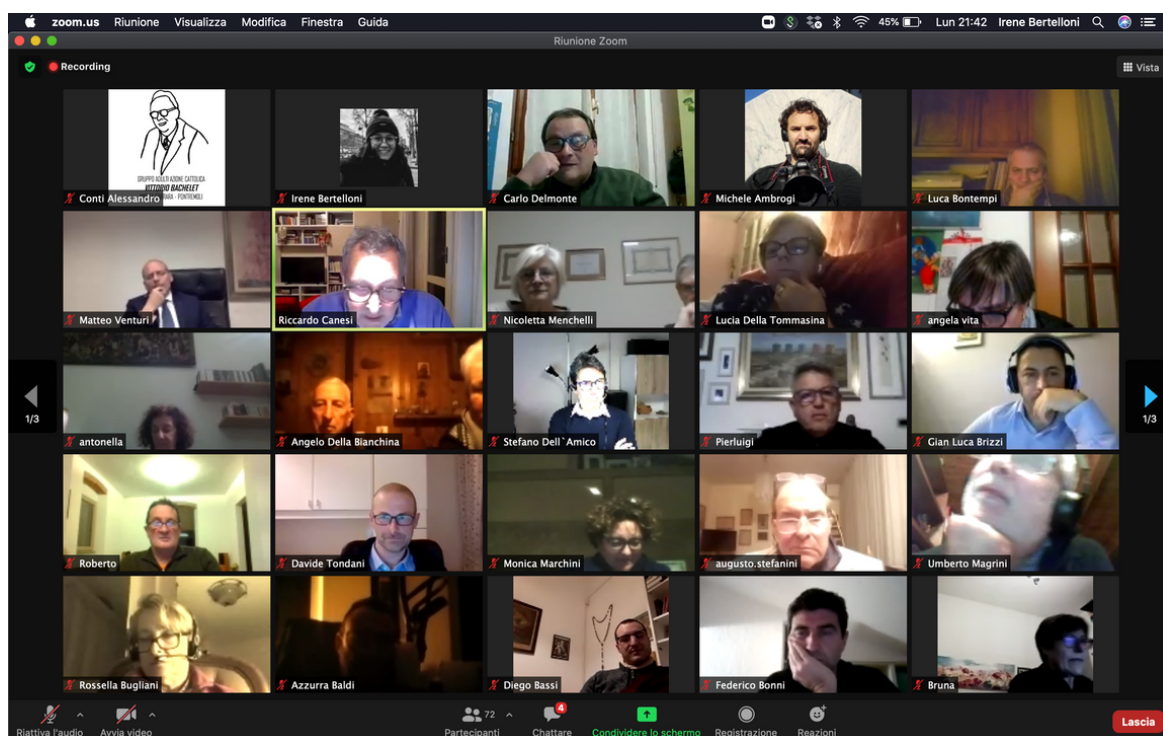 zoom.us Riunione Visualizza Modifica Finestra Guida 45% Lun 21:42 Irene Bertelloni
Riunione Zoom
Recording
Vista
GRUPPO ADULTI AZIONE CATTOLICA
VITTORIO BACHELET
- PONTREMOLI
Conti Alessandro
Irene Bertelloni
Carlo Delmonte
Michele Ambrogi
Luca Bontempi
Matteo Venturi
Riccardo Canesi
Nicoletta Menchelli
Lucia Della Tommasina
angela vita
1/3
antonella
Angelo Della Bianchina
Stefano Dell`Amico
Pierluigi
Gian Luca Brizzi
1/3
Roberto
Davide Tondani
Monica Marchini
augusto.stefanini
Umberto Magrini
Rossella Bugliani
Azzurra Baldi
Diego Bassi
Federico Bonni
Bruna
Riattiva l'audio
Avvia video
72
Partecipanti
4
Chattare
Condividere lo schermo
Registrazione
Reazioni
Lascia